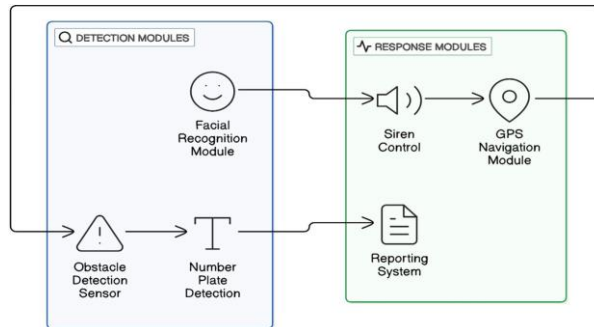 DETECTION MODULES
RESPONSE MODULES
Facial
Recognition
Module
Siren
Control
GPS
Navigation
Module
Obstacle
Detection
Sensor
Number
Plate
Detection
Reporting
System